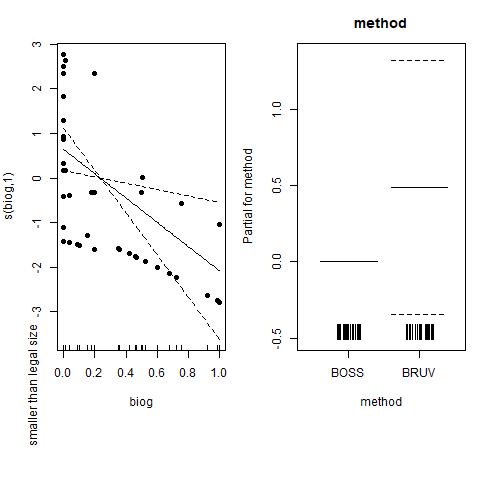 method
s(biog,1)
smaller than legal size
3
2
1
0
-1
-2
-3
0.0 0.2 0.4 0.6 0.8 1.0
biog
Partial for method
1.0
0.5
0.0
-0.5
BOSS BRUV
method